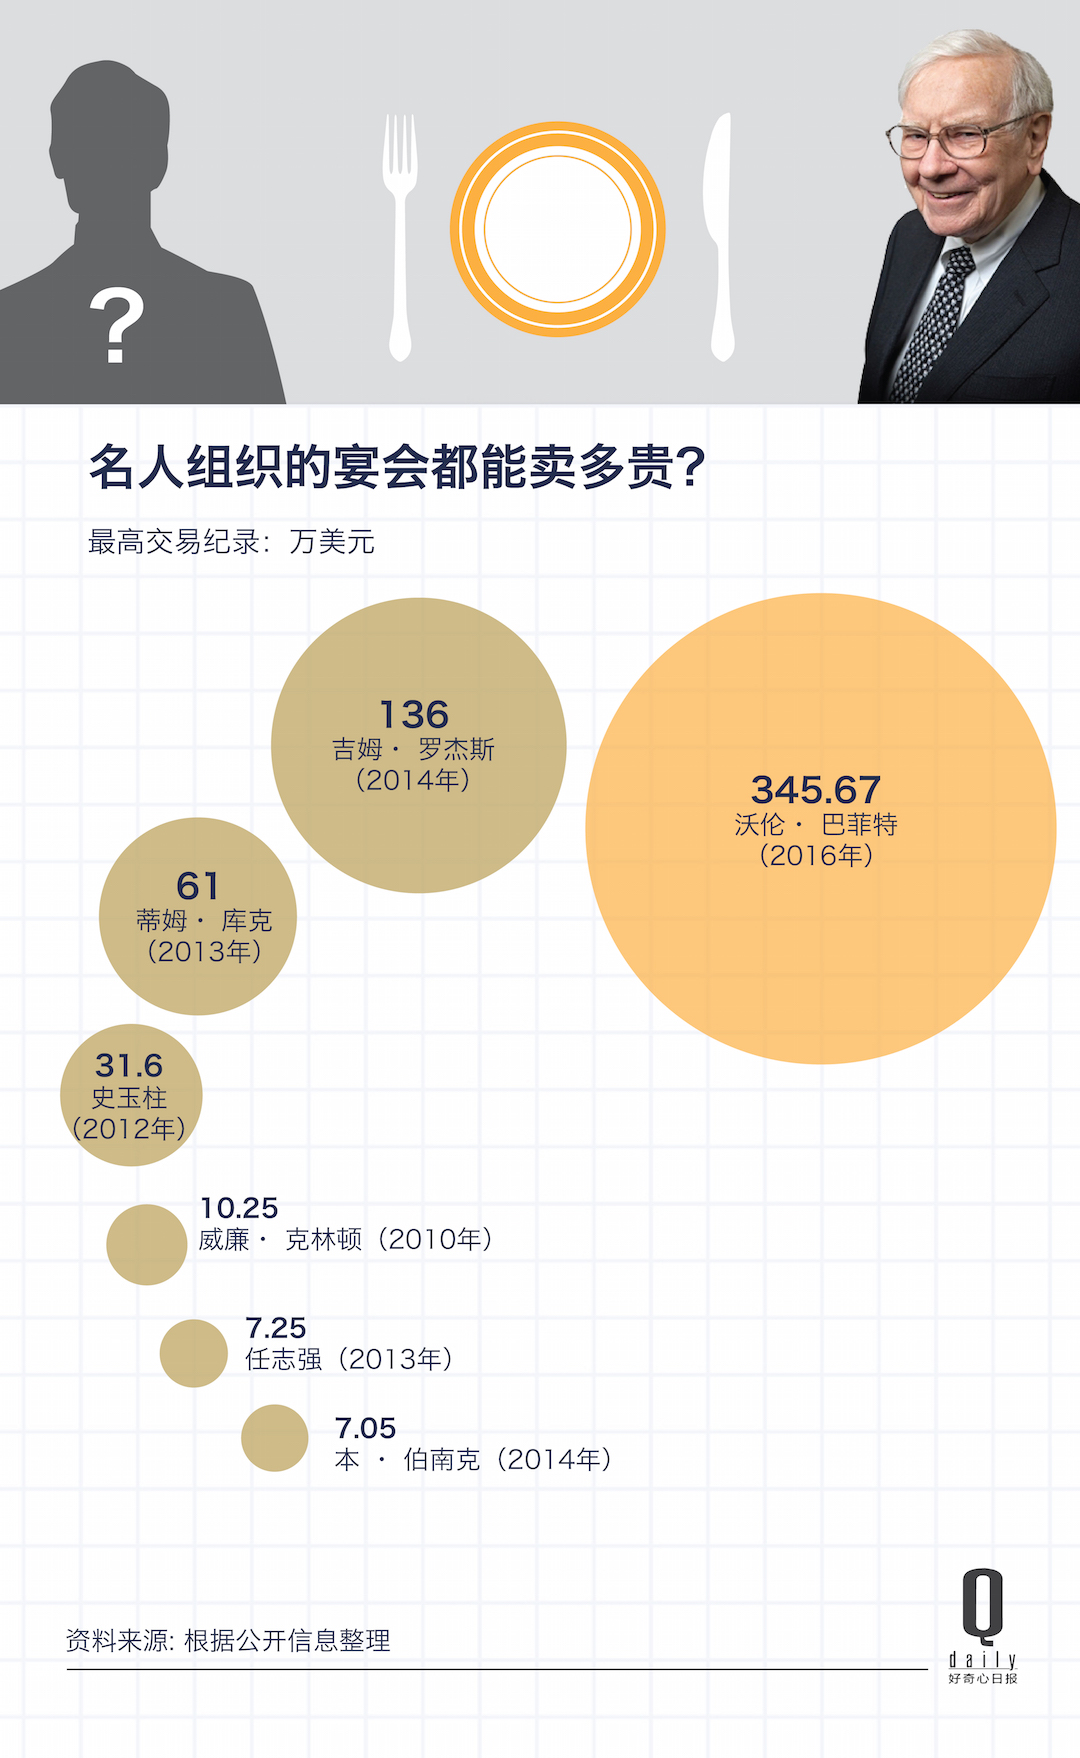 ?
名人组织的宴会都能卖多贵?
最高交易纪录：万美元
136
吉姆· 罗杰斯
（2014年）
345.67
沃伦· 巴菲特
（2016年）
61
蒂姆· 库克
（2013年）
31.6
史玉柱
（2012年）
10.25
威廉· 克林顿（2010年）
7.25
任志强（2013年）
7.05
本 · 伯南克（2014年）
资料来源: 根据公开信息整理
Q
daily
好奇心日报